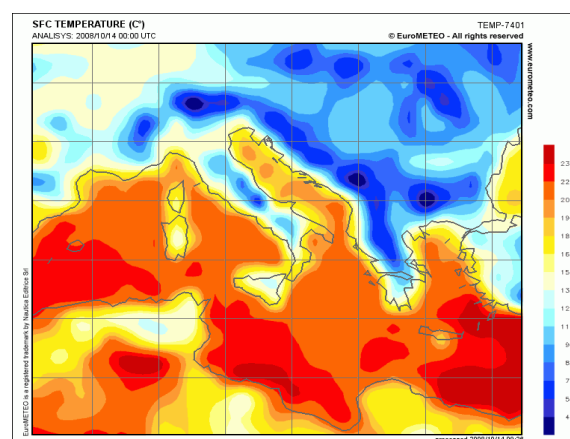 SFC TEMPERATURE (C°)
TEMP-7401
ANALISYS: 2008/10/14 00:00 UTC
© EuroMETEO - All rights reserved
www.eurometeo.com
EuroMETEO is a registered trademark by Nautica Editrice Srl
23
22
20
19
18
16
15
13
12
11
9
8
7
5
4